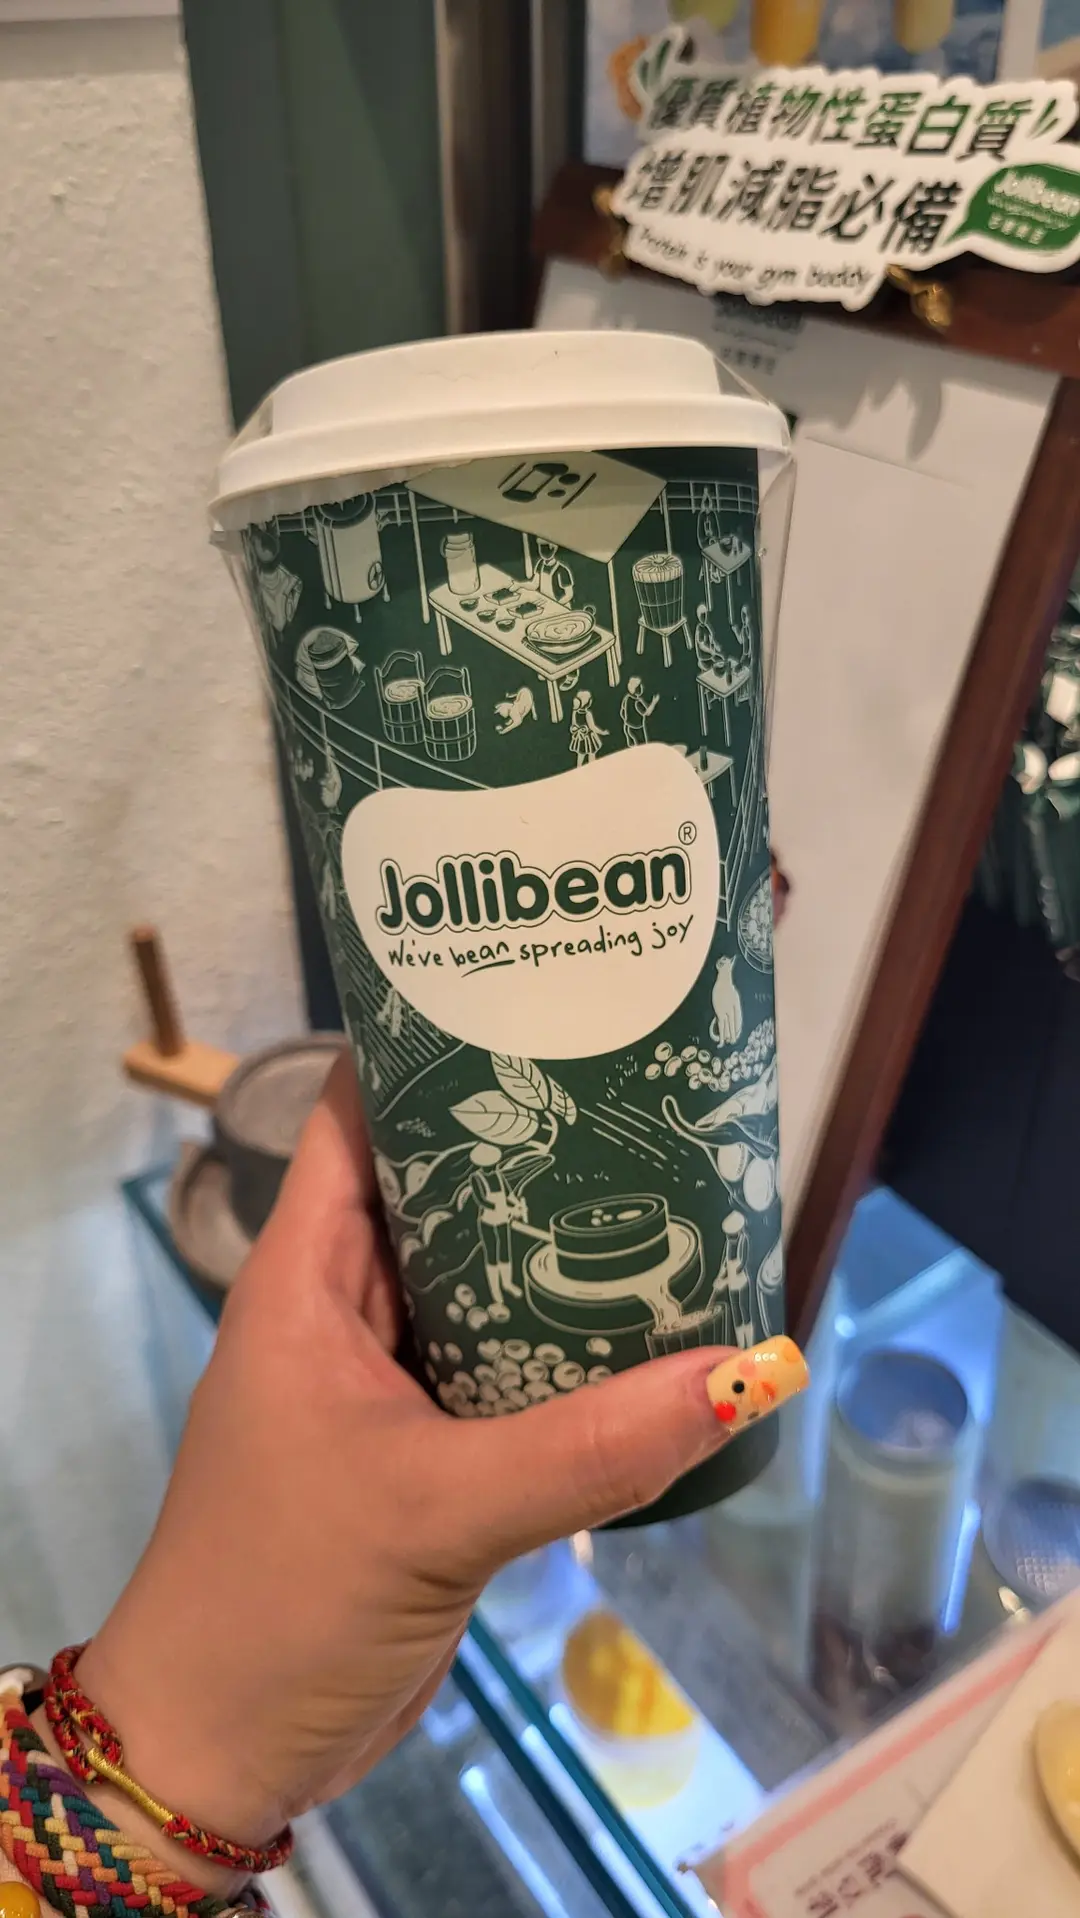 優質植物性蛋白質
增肌減脂必備
Protein is your gym buddy
Jollibean
Jollibean®
We've bean spreading joy